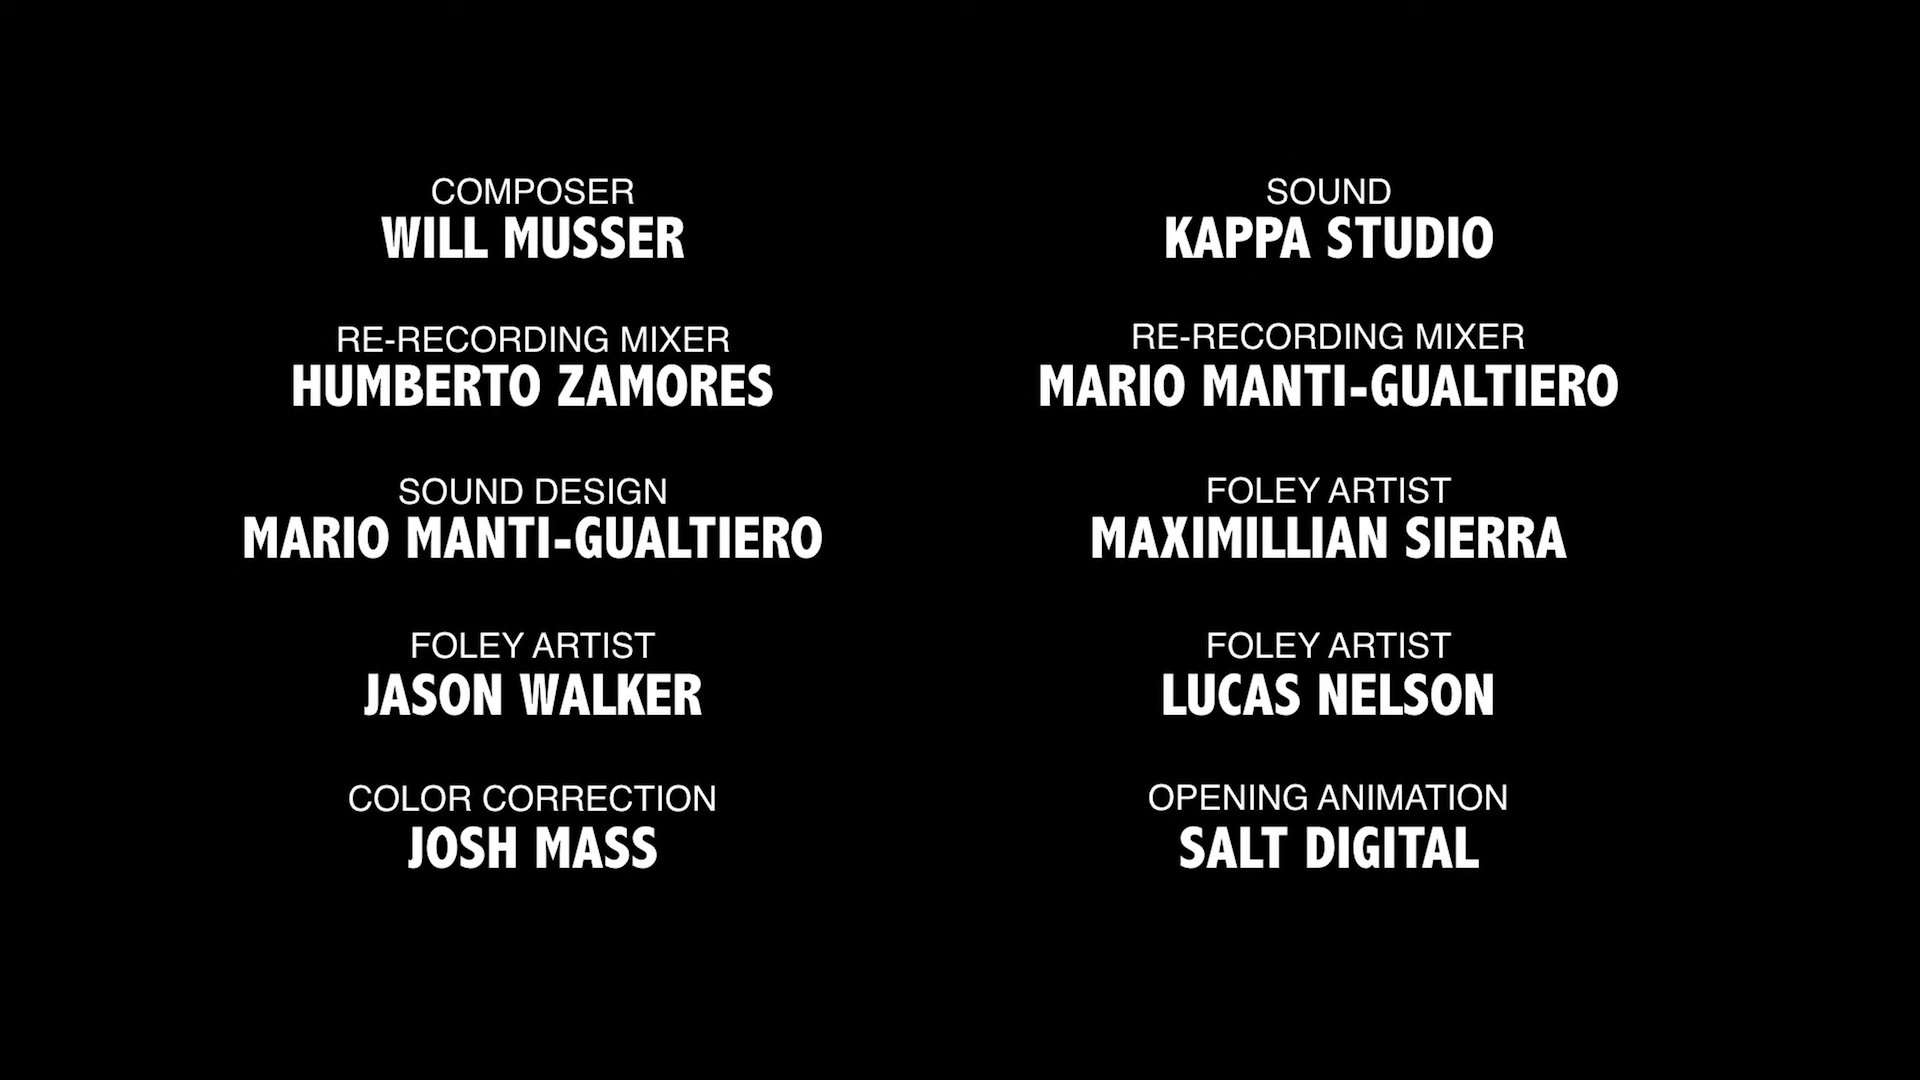 COMPOSER
WILL MUSSER
SOUND
KAPPA STUDIO
RE-RECORDING MIXER
HUMBERTO ZAMORES
RE-RECORDING MIXER
MARIO MANTI-GUALTIERO
SOUND DESIGN
MARIO MANTI-GUALTIERO
FOLEY ARTIST
MAXIMILLIAN SIERRA
FOLEY ARTIST
JASON WALKER
FOLEY ARTIST
LUCAS NELSON
COLOR CORRECTION
JOSH MASS
OPENING ANIMATION
SALT DIGITAL